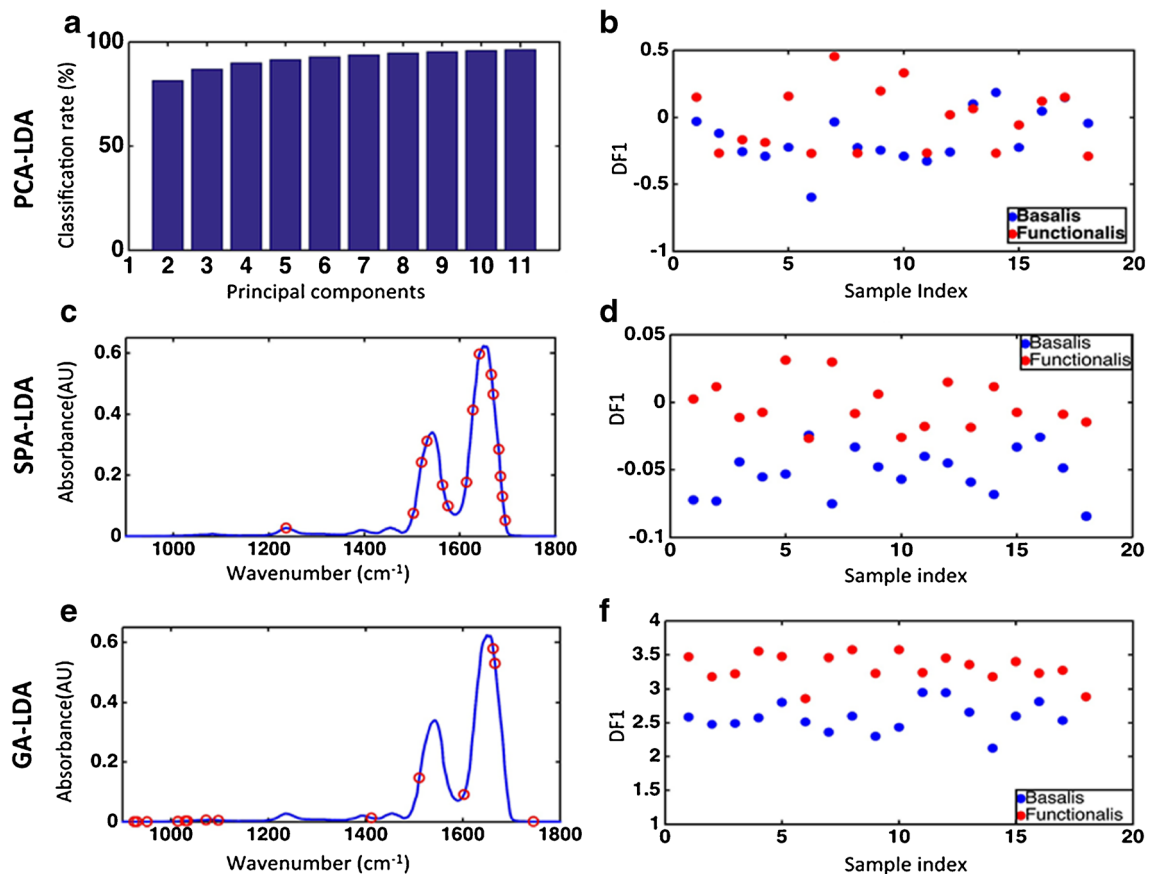 PCA-LDA
a
Classification rate (%)
100
50
0
1 2 3 4 5 6 7 8 9 10 11
Principal components
b
DF1
0.5
0
-0.5
-1
Basalis
Functionalis
0 5 10 15 20
Sample Index
SPA-LDA
c
Absorbance(AU)
0.6
0.4
0.2
0
1000 1200 1400 1600 1800
Wavenumber (cm-1)
d
DF1
0.05
0
-0.05
-0.1
Basalis
Functionalis
0 5 10 15 20
Sample index
GA-LDA
e
Absorbance(AU)
0.6
0.4
0.2
0
1000 1200 1400 1600 1800
Wavenumber (cm-1)
f
DF1
4
3.5
3
2.5
2
1.5
1
Basalis
Functionalis
0 5 10 15 20
Sample index